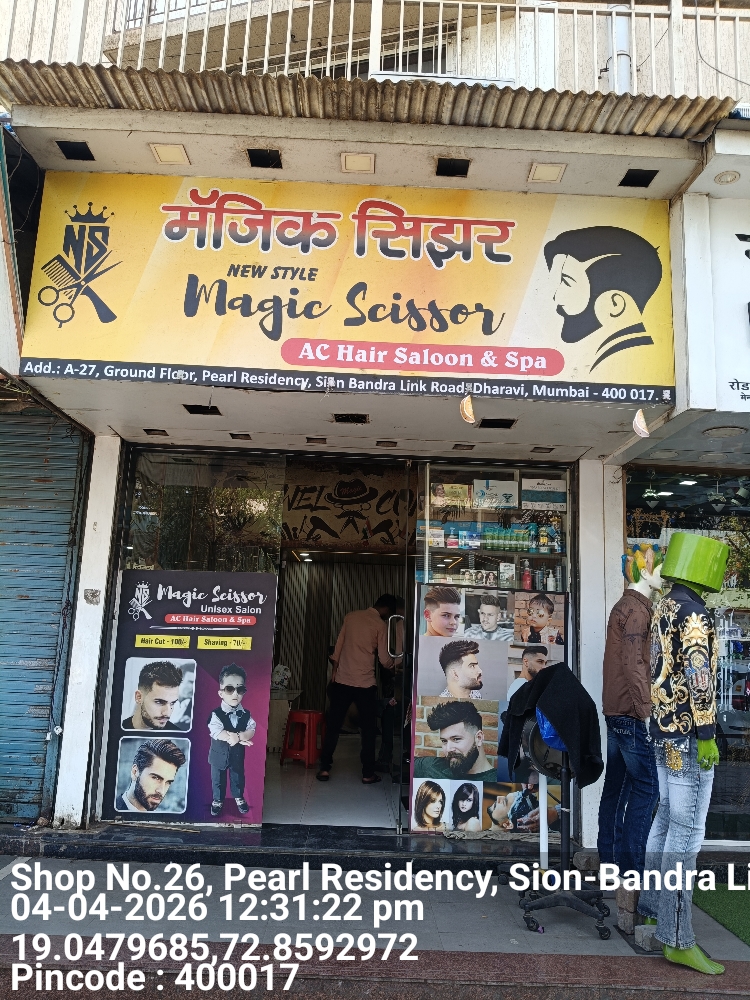 मॅजिक सिझर
NS
NEW STYLE
Magic Scissor
AC Hair Saloon & Spa
Add.: A-27, Ground Floor, Pearl Residency, Sion Bandra Link Road, Dharavi, Mumbai - 400 017.
रोड
WEL COM
NS
Magic Scissor
Unisex Salon
AC Hair Saloon & Spa
Hair Cut - 100/-
Shaving - 70/-
Shop No.26, Pearl Residency, Sion-Bandra Li
04-04-2026 12:31:22 pm
19.0479685,72.8592972
Pincode : 400017